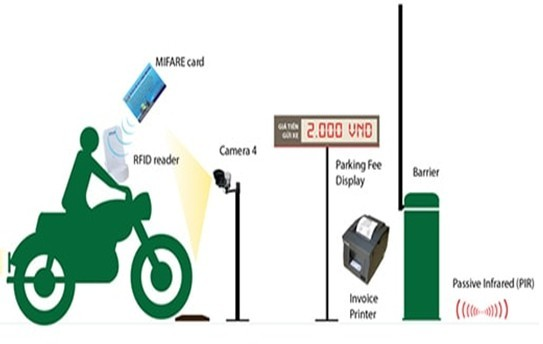 MIFARE card
RFID reader
Camera 4
GIÁ TIỀN
GỬI XE
2.000 VND
Parking Fee
Display
Barrier
Invoice
Printer
Passive Infrared (PIR)